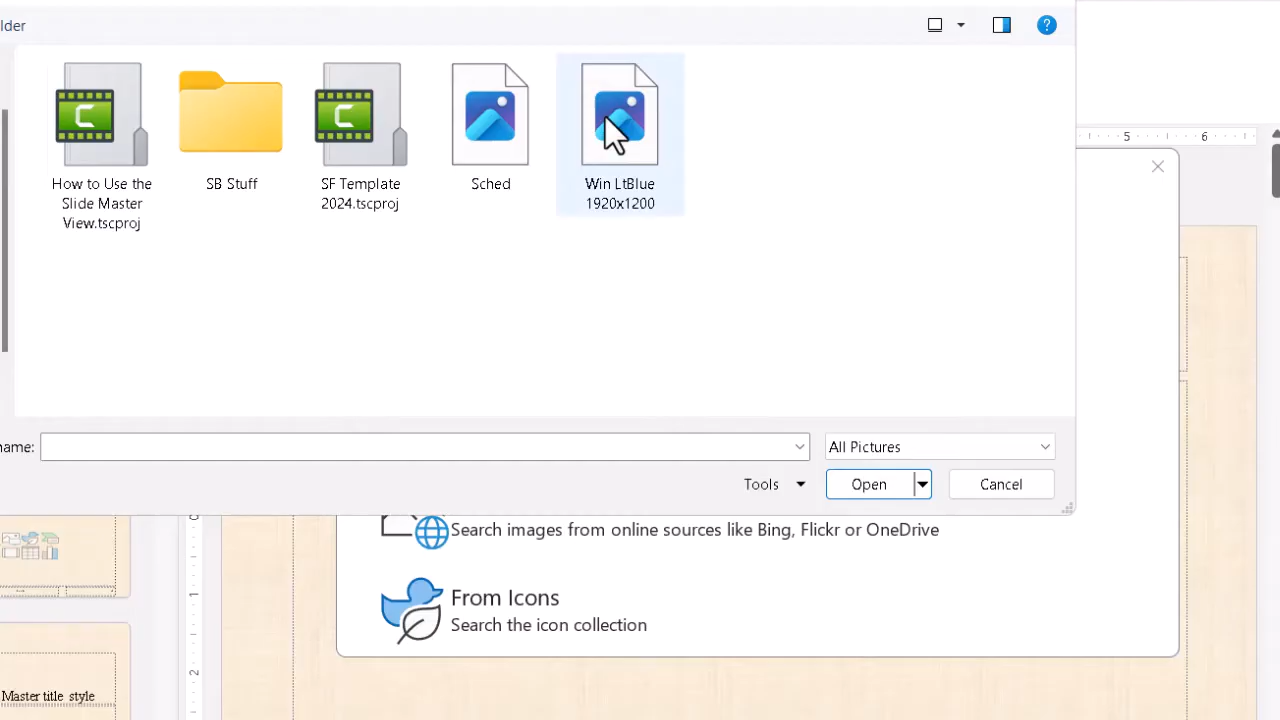 lder
?
5
6
C
C
How to Use the
Slide Master
View.tscproj
SB Stuff
SF Template
2024.tscproj
Sched
Win LtBlue
1920x1200
name:
All Pictures
Tools
Open
Cancel
Search images from online sources like Bing, Flickr or OneDrive
From Icons
Search the icon collection
1
2
Master title style